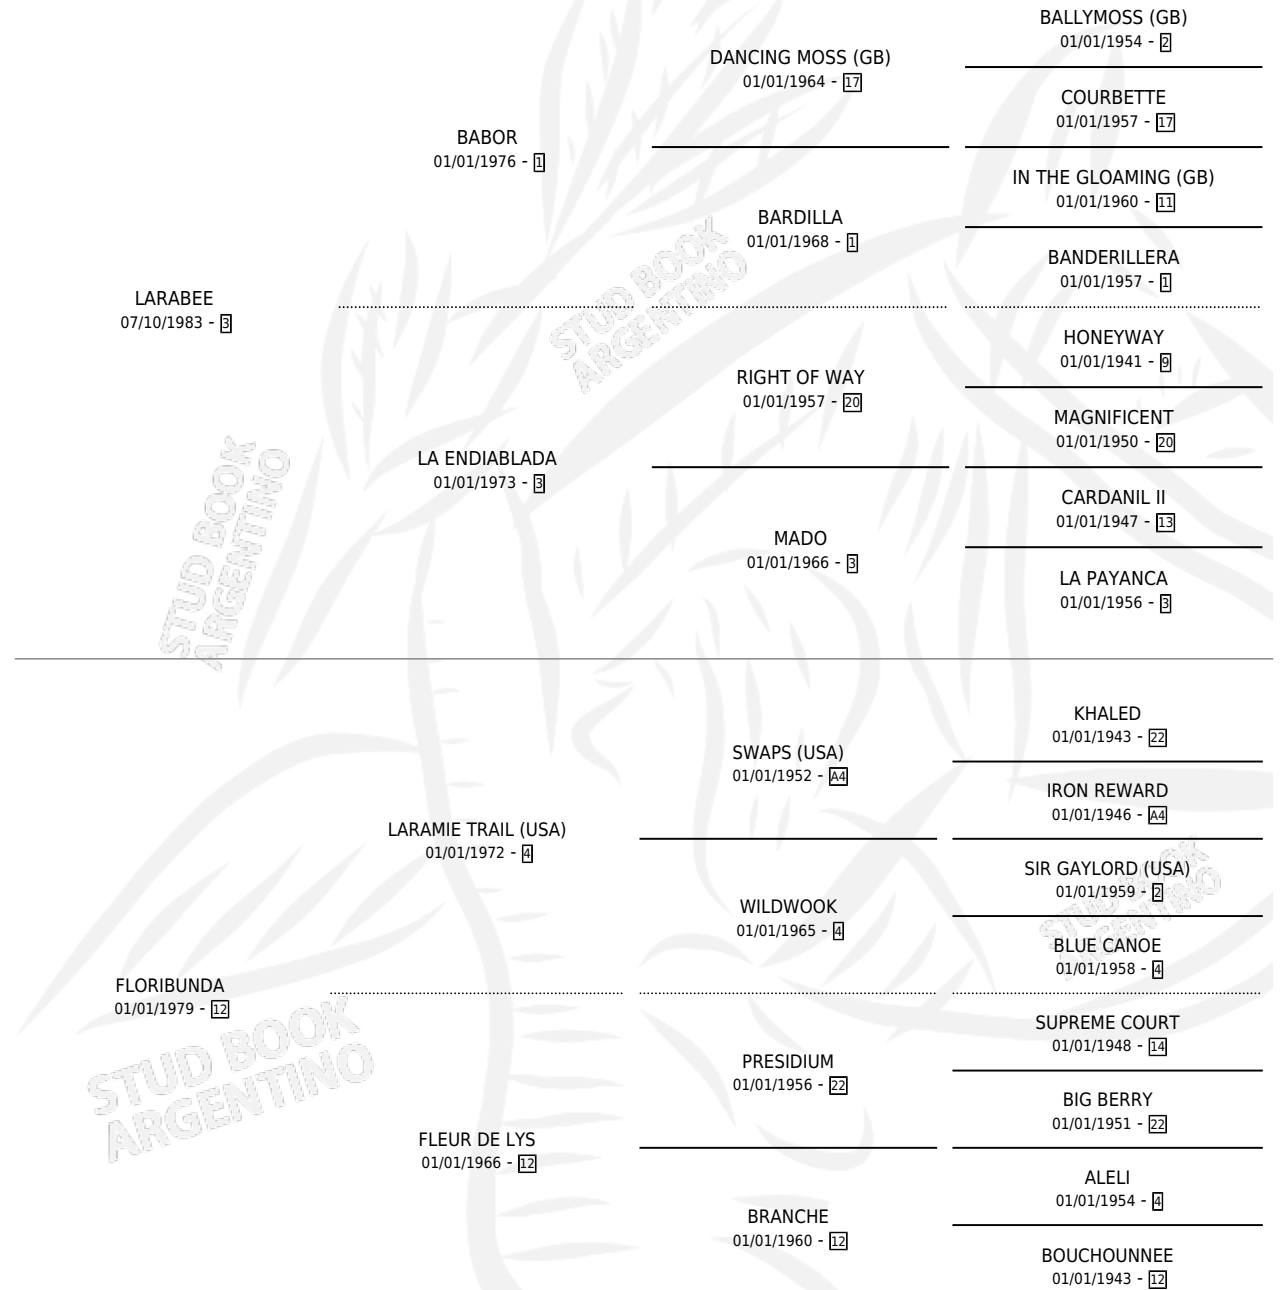 BALLYMOSS (GB)
01/01/1954 - 2
DANCING MOSS (GB)
01/01/1964 - 17
COURBETTE
01/01/1957 - 17
BABOR
01/01/1976 - 1
IN THE GLOAMING (GB)
01/01/1960 - 11
BARDILLA
01/01/1968 - 1
BANDERILLERA
01/01/1957 - 1
LARABEE
07/10/1983 - 3
HONEYWAY
01/01/1941 - 9
RIGHT OF WAY
01/01/1957 - 20
MAGNIFICENT
01/01/1950 - 20
LA ENDIABLADA
01/01/1973 - 3
CARDANIL II
01/01/1947 - 13
MADO
01/01/1966 - 3
LA PAYANCA
01/01/1956 - 3
STUD BOOK
ARGENTINO
STUD BOOK
ARGENTINO
KHALED
01/01/1943 - 22
SWAPS (USA)
01/01/1952 - A4
IRON REWARD
01/01/1946 - A4
LARAMIE TRAIL (USA)
01/01/1972 - 4
SIR GAYLORD (USA)
01/01/1959 - 2
WILDWOOK
01/01/1965 - 4
BLUE CANOE
01/01/1958 - 4
STUD BOOK
ARGENTINO
FLORIBUNDA
01/01/1979 - 12
SUPREME COURT
01/01/1948 - 14
PRESIDIUM
01/01/1956 - 22
BIG BERRY
01/01/1951 - 22
FLEUR DE LYS
01/01/1966 - 12
ALELI
01/01/1954 - 4
BRANCHE
01/01/1960 - 12
BOUCHOUNNEE
01/01/1943 - 12
STUD BOOK
ARGENTINO